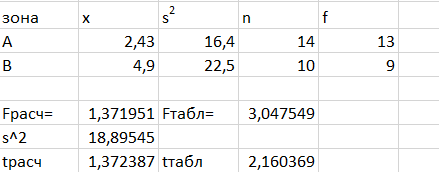 зона x s² n f
A 2,43 16,4 14 13
B 4,9 22,5 10 9
Fрасч= 1,371951 Fтабл= 3,047549
s^2 18,89545
tрасч 1,372387 tтабл 2,160369